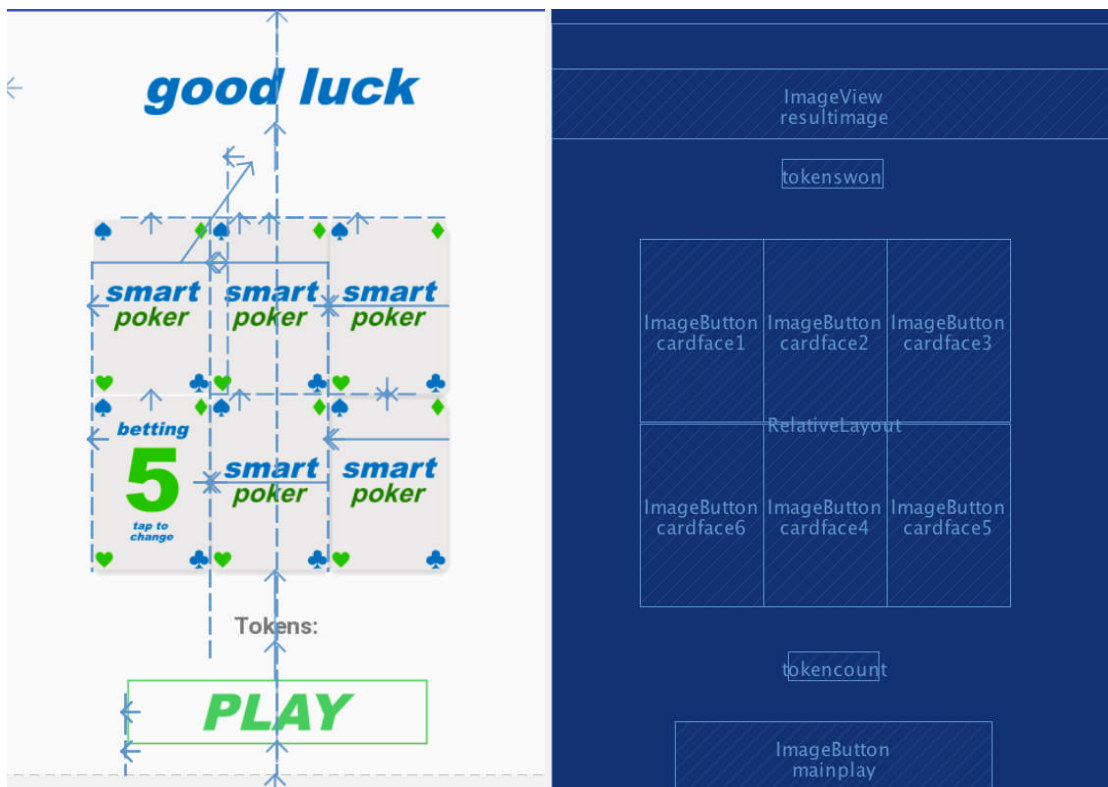 good luck
smart
poker
smart
poker
smart
poker
betting
5
tap to
change
smart
poker
smart
poker
Tokens:
PLAY
ImageView
resultimage
tokenswon
ImageButton
cardface1
ImageButton
cardface2
ImageButton
cardface3
RelativeLayout
ImageButton
cardface6
ImageButton
cardface4
ImageButton
cardface5
tokencount
ImageButton
mainplay